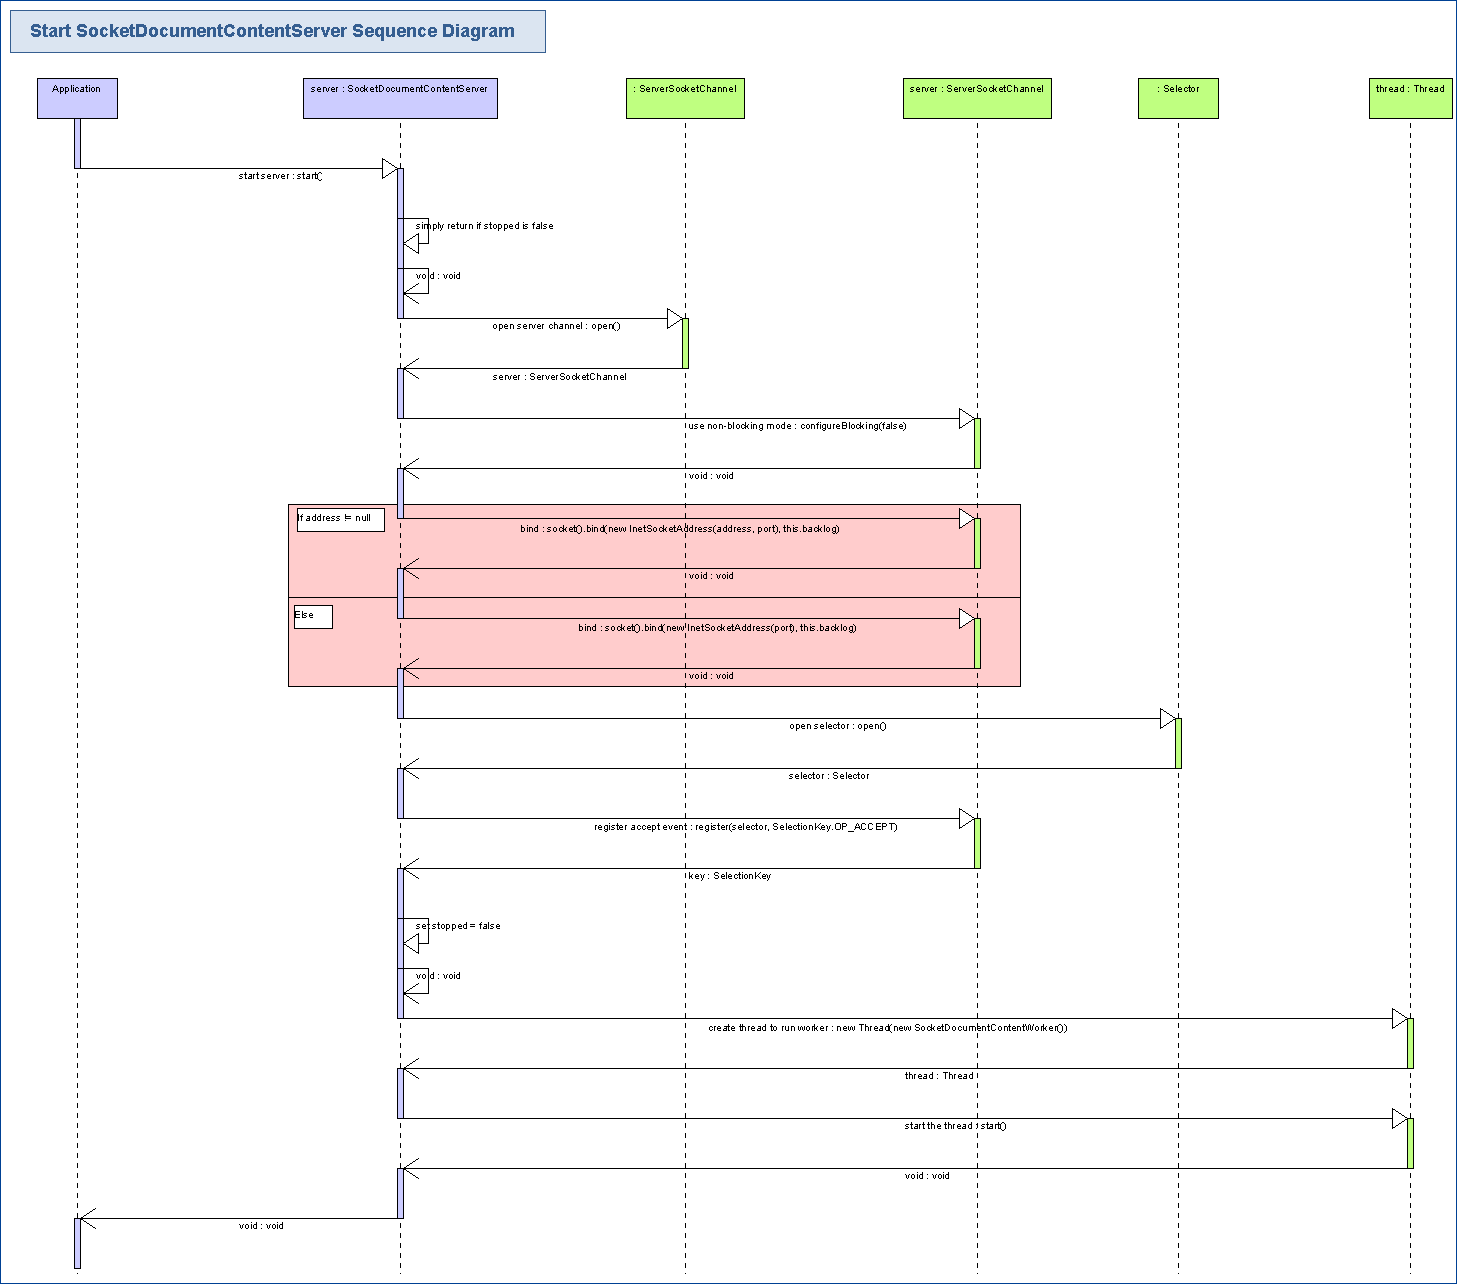 Start SocketDocumentContentServer Sequence Diagram
Application
server : SocketDocumentContentServer
: ServerSocketChannel
server : ServerSocketChannel
: Selector
thread : Thread
start server : start()
simply return if stopped is false
void : void
open server channel : open()
server : ServerSocketChannel
use non-blocking mode : configureBlocking(false)
void : void
If address != null
bind : socket().bind(new InetSocketAddress(address, port), this.backlog)
void : void
Else
bind : socket().bind(new InetSocketAddress(port), this.backlog)
void : void
open selector : open()
selector : Selector
register accept event : register(selector, SelectionKey.OP_ACCEPT)
key : SelectionKey
set stopped = false
void : void
create thread to run worker : new Thread(new SocketDocumentContentWorker())
thread : Thread
start the thread : start()
void : void
void : void